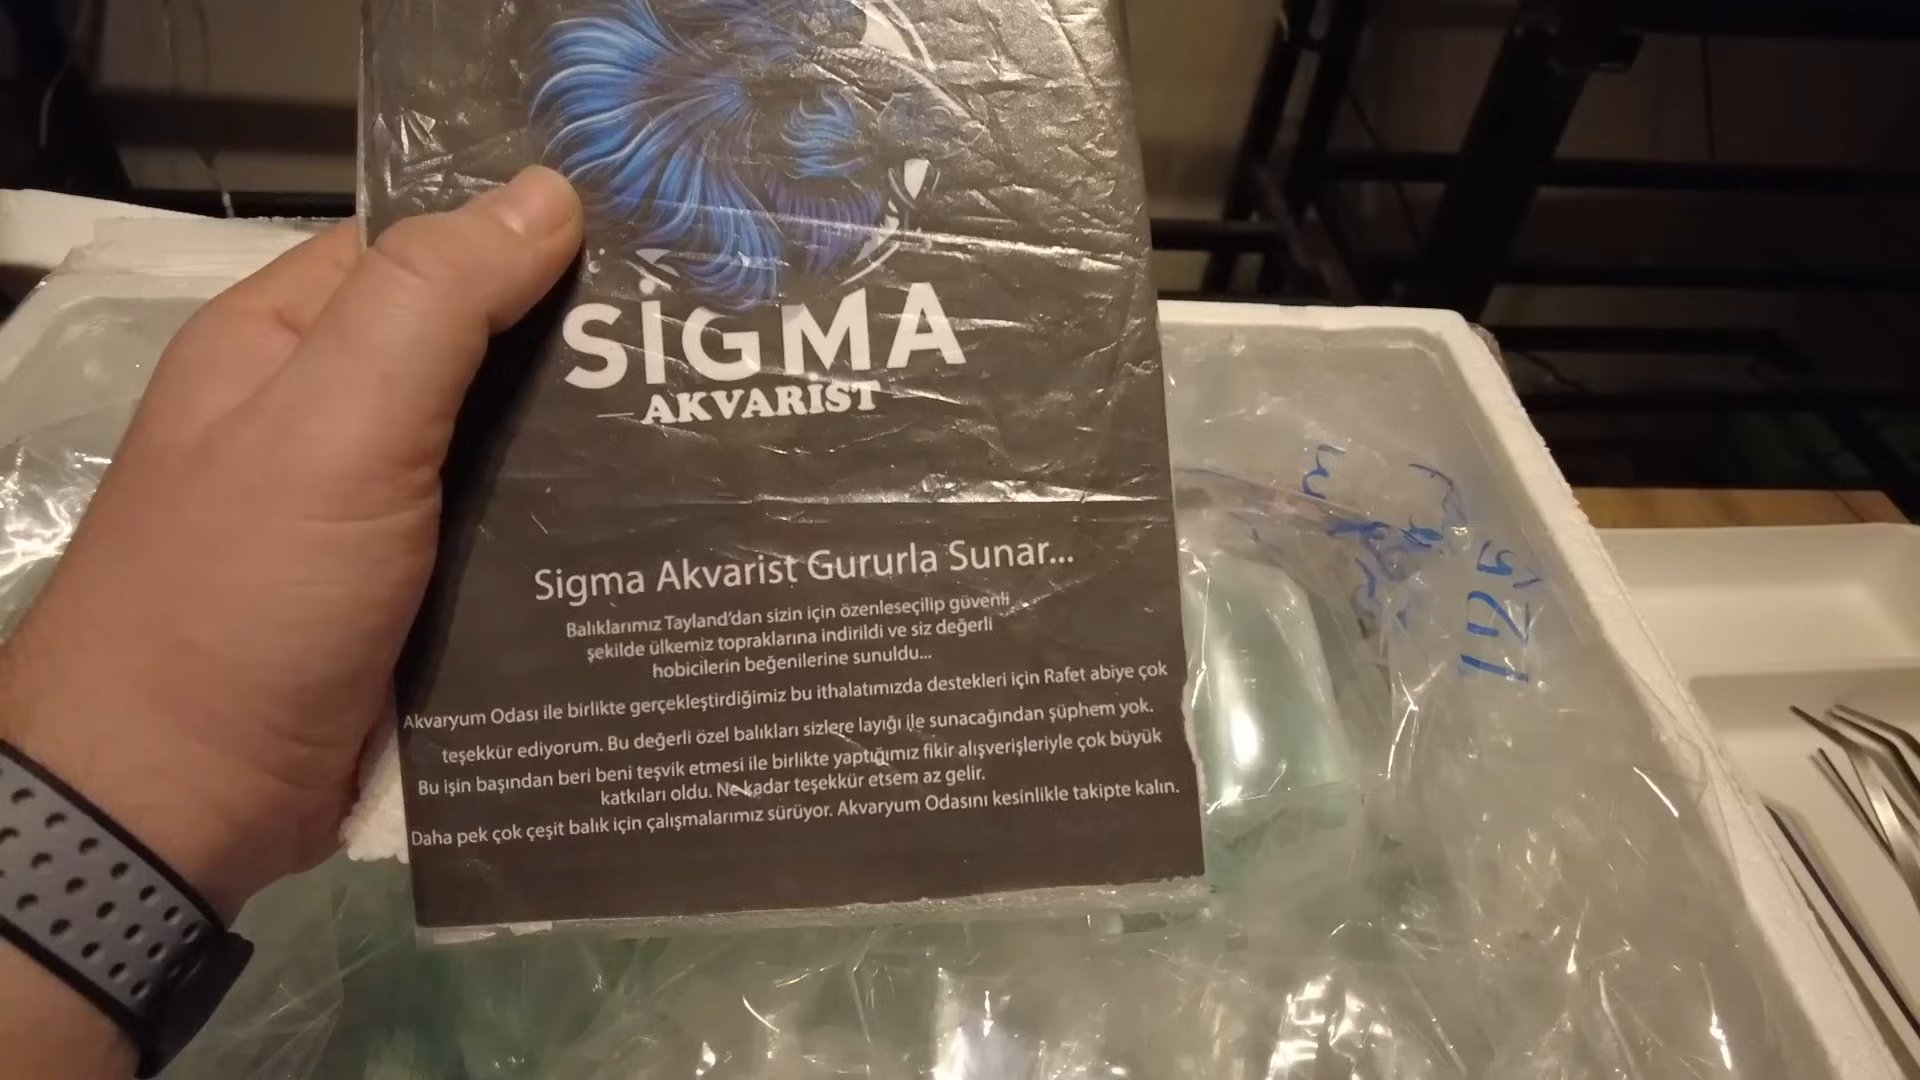 SİGMA
AKVARİST
Sigma Akvarist Gururla Sunar...
Balıklarımız Tayland'dan sizin için özenleseçilip güvenli
şekilde ülkemiz topraklarına indirildi ve siz değerli
hobicilerin beğenilerine sunuldu...
Akvaryum Odası ile birlikte gerçekleştirdiğimiz bu ithalatımızda destekleri için Rafet abiye çok
teşekkür ediyorum. Bu değerli özel balıkları sizlere layığı ile sunacağından şüphem yok.
Bu işin başından beri beni teşvik etmesi ile birlikte yaptığımız fikir alışverişleriyle çok büyük
katkıları oldu. Ne kadar teşekkür etsem az gelir.
Daha pek çok çeşit balık için çalışmalarımız sürüyor. Akvaryum Odasını kesinlikle takipte kalın.